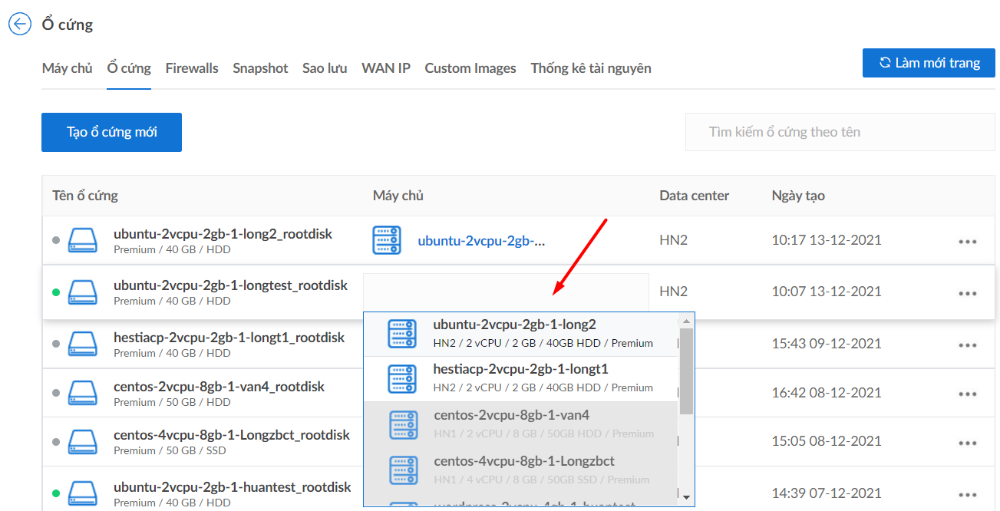 Ổ cứng
Máy chủ Ổ cứng Firewalls Snapshot Sao lưu WAN IP Custom Images Thống kê tài nguyên
Làm mới trang
Tạo ổ cứng mới
Tìm kiếm ổ cứng theo tên
Tên ổ cứng Máy chủ Data center Ngày tạo
ubuntu-2vcpu-2gb-1-long2_rootdisk
Premium / 40 GB / HDD
ubuntu-2vcpu-2gb-...
HN2
10:17 13-12-2021
ubuntu-2vcpu-2gb-1-longtest_rootdisk
Premium / 40 GB / HDD
HN2
10:07 13-12-2021
ubuntu-2vcpu-2gb-1-long2
HN2 / 2 vCPU / 2 GB / 40GB HDD / Premium
hestiacp-2vcpu-2gb-1-longt1
HN2 / 2 vCPU / 2 GB / 40GB HDD / Premium
centos-2vcpu-8gb-1-van4
HN1 / 2 vCPU / 8 GB / 50GB HDD / Premium
centos-4vcpu-8gb-1-Longzbct
HN1 / 4 vCPU / 8 GB / 50GB SSD / Premium
hestiacp-2vcpu-2gb-1-longt1_rootdisk
Premium / 40 GB / HDD
15:43 09-12-2021
centos-2vcpu-8gb-1-van4_rootdisk
Premium / 50 GB / HDD
16:42 08-12-2021
centos-4vcpu-8gb-1-Longzbct_rootdisk
Premium / 50 GB / SSD
15:05 08-12-2021
ubuntu-2vcpu-2gb-1-huantest_rootdisk
Premium / 40 GB / HDD
14:39 07-12-2021